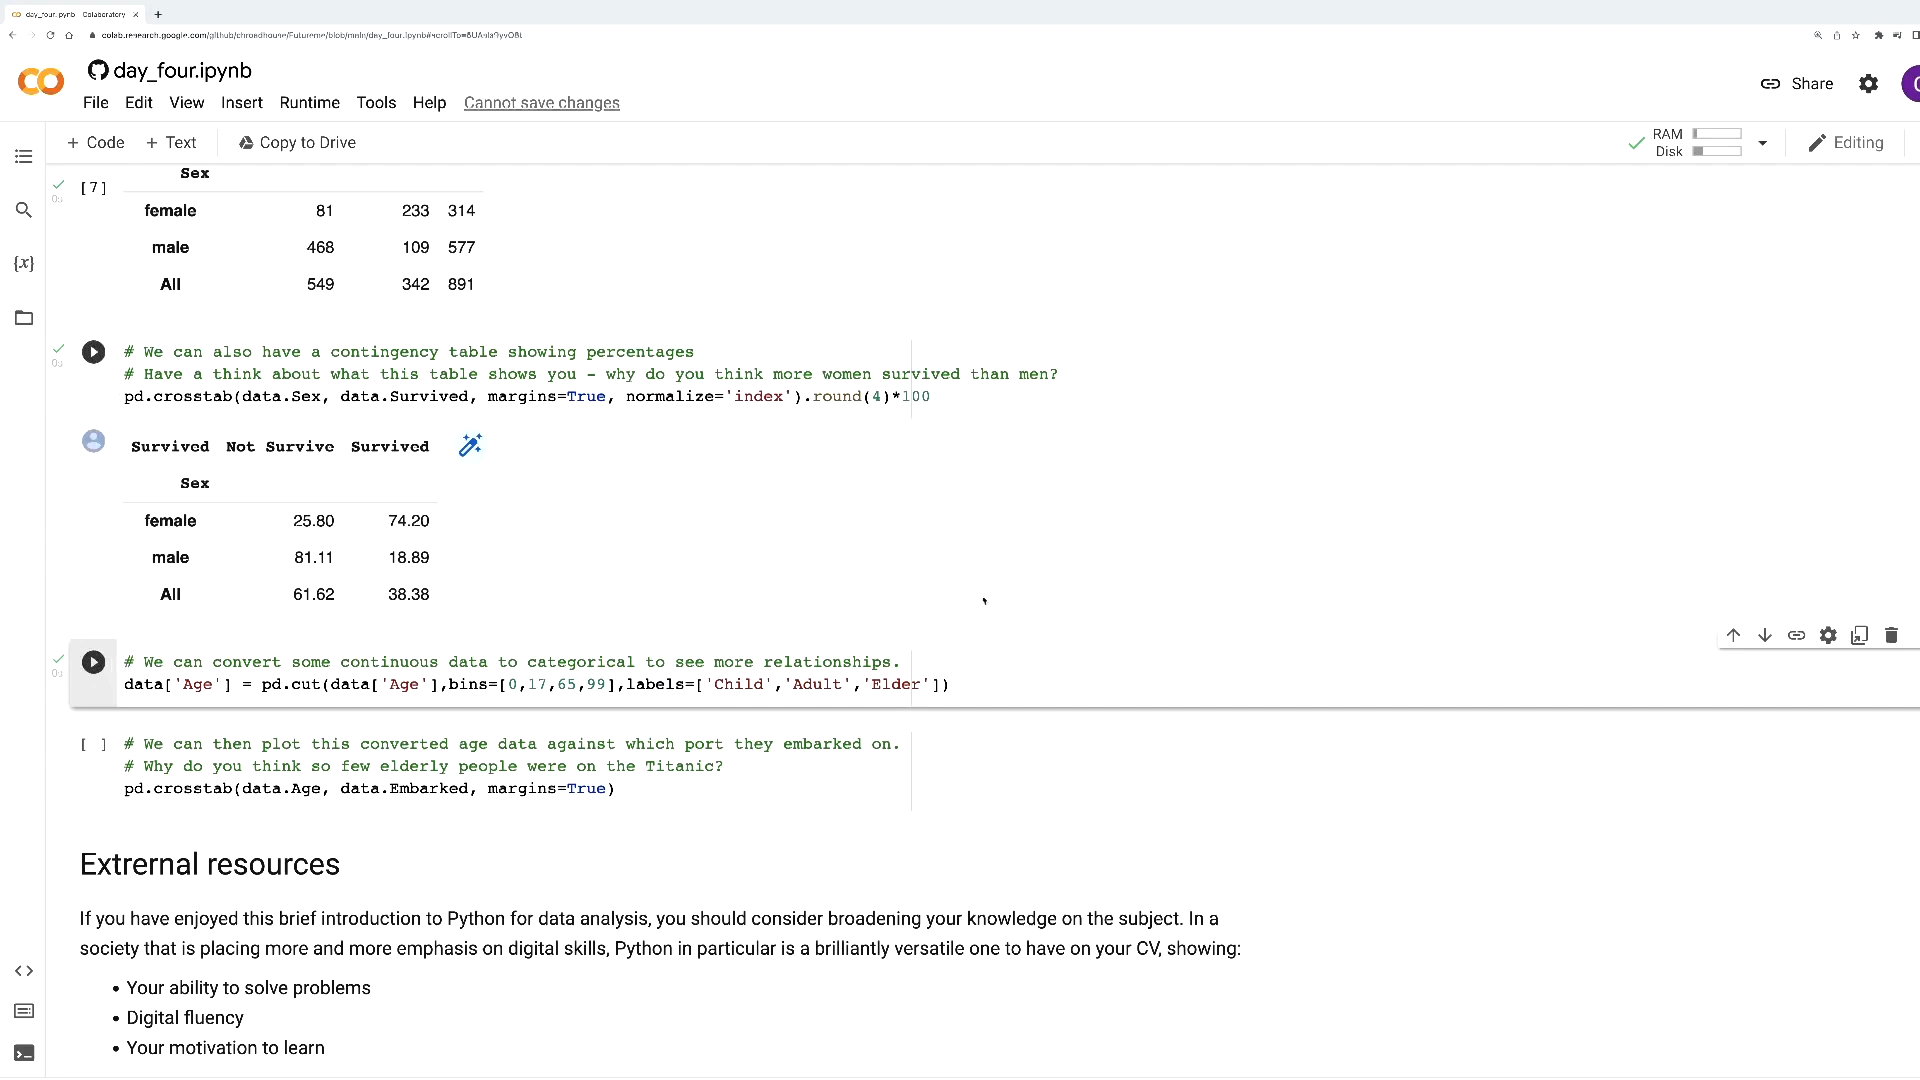 day_four.ipynb - Colaboratory
day_four.ipynb
File Edit View Insert Runtime Tools Help Cannot save changes
Share
+ Code + Text Copy to Drive
RAM
Disk
Editing
Sex
[7]
female 81 233 314
male 468 109 577
All 549 342 891
0s
# We can also have a contingency table showing percentages
# Have a think about what this table shows you - why do you think more women survived than men?
pd.crosstab(data.Sex, data.Survived, margins=True, normalize='index').round(4)*100
Survived Not Survive Survived
Sex
female 25.80 74.20
male 81.11 18.89
All 61.62 38.38
0s
# We can convert some continuous data to categorical to see more relationships.
data['Age'] = pd.cut(data['Age'],bins=[0,17,65,99],labels=['Child','Adult','Elder'])
[ ] # We can then plot this converted age data against which port they embarked on.
# Why do you think so few elderly people were on the Titanic?
pd.crosstab(data.Age, data.Embarked, margins=True)
Extrernal resources
If you have enjoyed this brief introduction to Python for data analysis, you should consider broadening your knowledge on the subject. In a
society that is placing more and more emphasis on digital skills, Python in particular is a brilliantly versatile one to have on your CV, showing:
• Your ability to solve problems
• Digital fluency
• Your motivation to learn